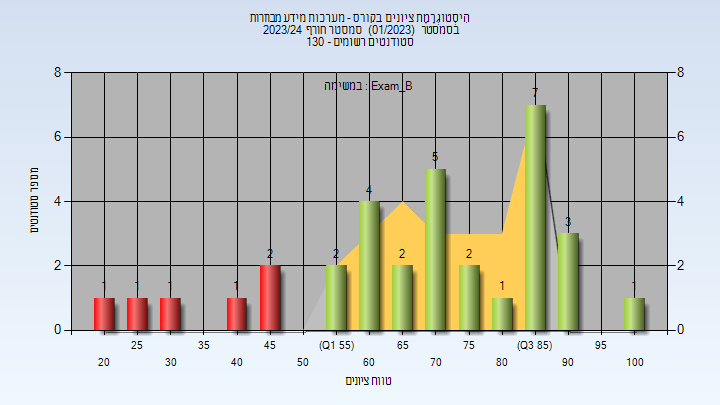 היסטוגרמת ציונים בקורס - מערכות מידע מבוזרות
בסמסטר (01/2023) סמסטר חורף 2023/24
סטודנטים רשומים - 130
במשימה : Exam_B
מספר סטודנטים
8
6
4
2
0
8
6
4
2
0
1 1 1 1 2 2 4 2 5 2 1 7 3 1
25 35 45 (Q1 55) 65 75 (Q3 85) 95
20 30 40 50 60 70 80 90 100
טווח ציונים